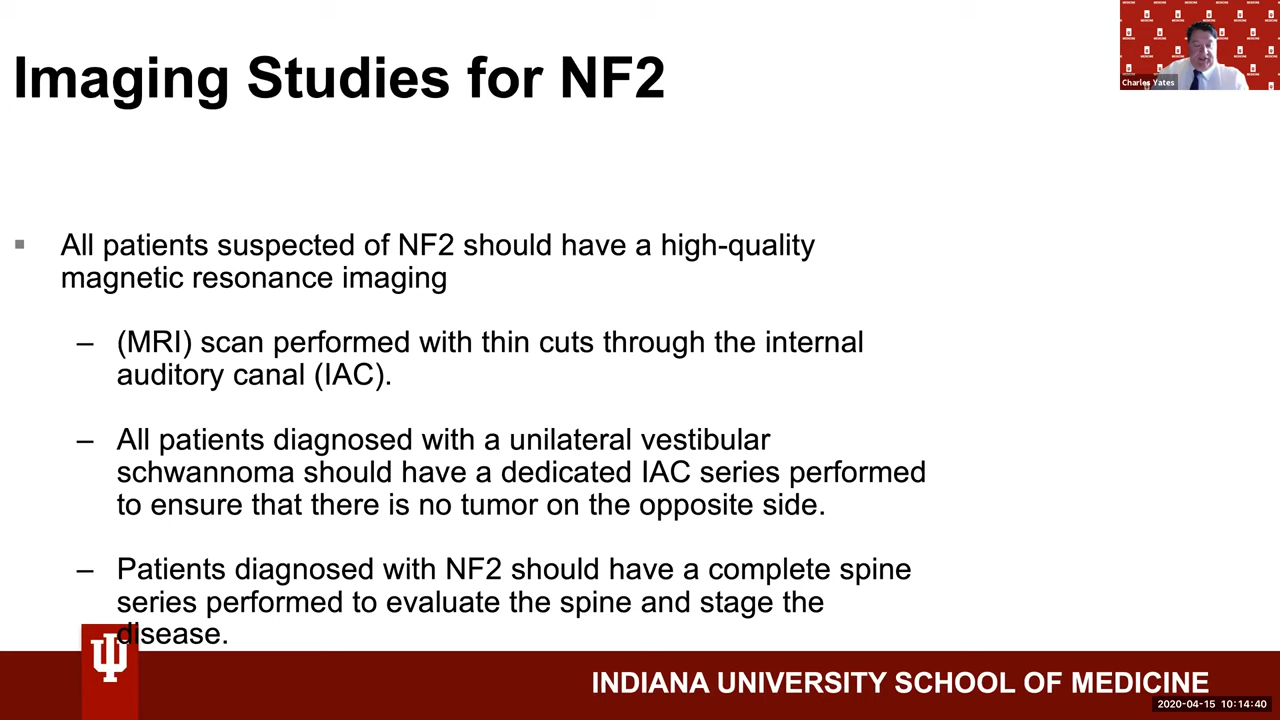 Imaging Studies for NF2
Charles Yates
▪ All patients suspected of NF2 should have a high-quality
magnetic resonance imaging
– (MRI) scan performed with thin cuts through the internal
auditory canal (IAC).
– All patients diagnosed with a unilateral vestibular
schwannoma should have a dedicated IAC series performed
to ensure that there is no tumor on the opposite side.
– Patients diagnosed with NF2 should have a complete spine
series performed to evaluate the spine and stage the
disease.
INDIANA UNIVERSITY SCHOOL OF MEDICINE
2020-04-15 10:14:40